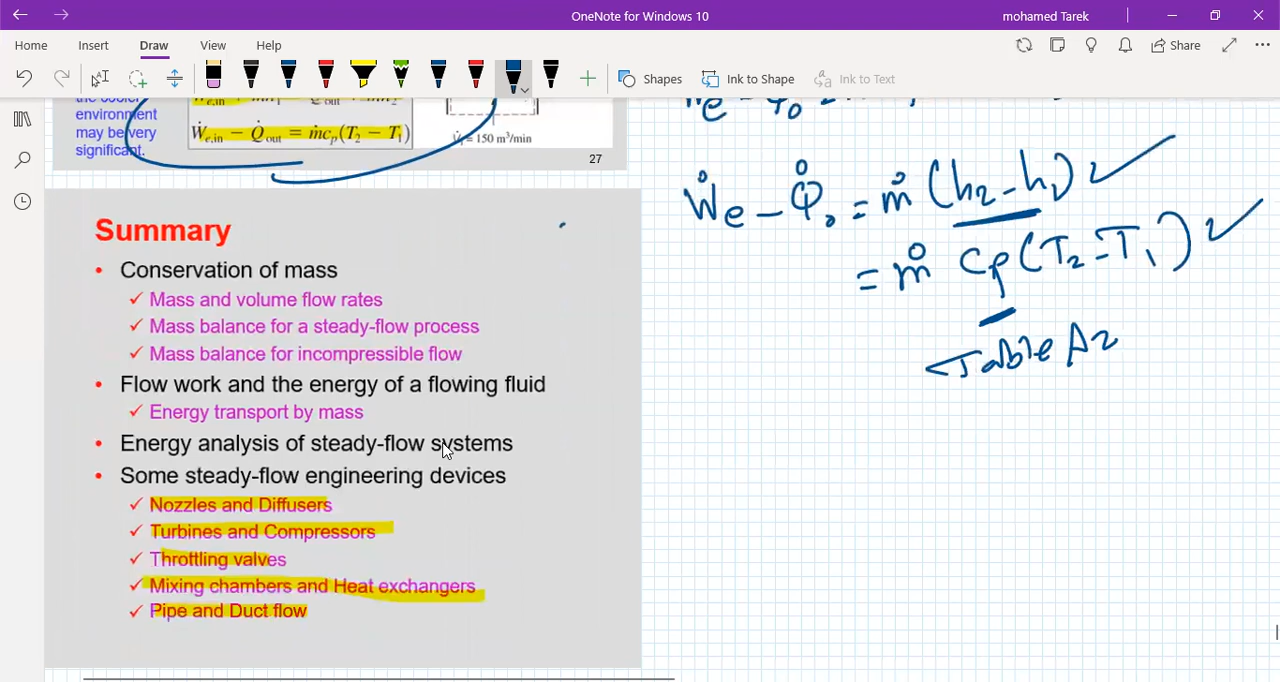 OneNote for Windows 10
mohamed Tarek
Home Insert Draw View Help
Share
Shapes
Ink to Shape
Ink to Text
the cooler
environment
may be very
significant.
Ẇe,in − Q̇out = ṁcp(T2 − T1)
= 150 m³/min
27
Summary
• Conservation of mass
✓ Mass and volume flow rates
✓ Mass balance for a steady-flow process
✓ Mass balance for incompressible flow
• Flow work and the energy of a flowing fluid
✓ Energy transport by mass
• Energy analysis of steady-flow systems
• Some steady-flow engineering devices
✓ Nozzles and Diffusers
✓ Turbines and Compressors
✓ Throttling valves
✓ Mixing chambers and Heat exchangers
✓ Pipe and Duct flow
Ẇe − Q̇o = ṁ (h2 − h1) ✓
= ṁ cp (T2 − T1) ✓
Table A2